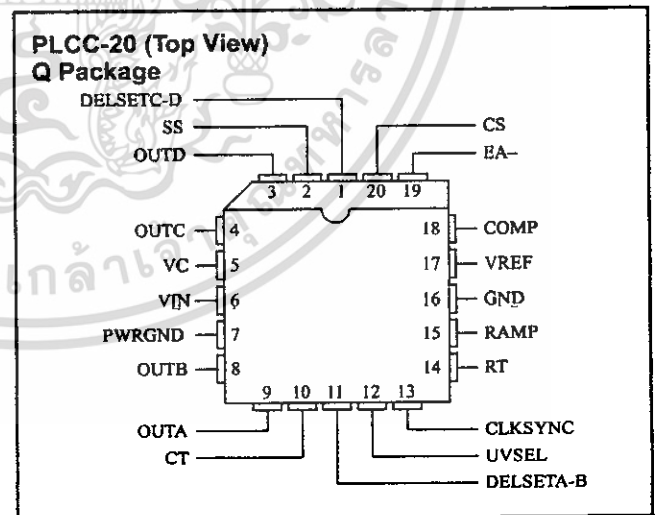 PLCC-20 (Top View)
Q Package
DELSETC-D
SS
OUTD
CS
EA–
3 2 1 20 19
OUTC 4
VC 5
VIN 6
PWRGND 7
OUTB 8
18 COMP
17 VREF
16 GND
15 RAMP
14 RT
9 10 11 12 13
OUTA
CT
CLKSYNC
UVSEL
DELSETA-B